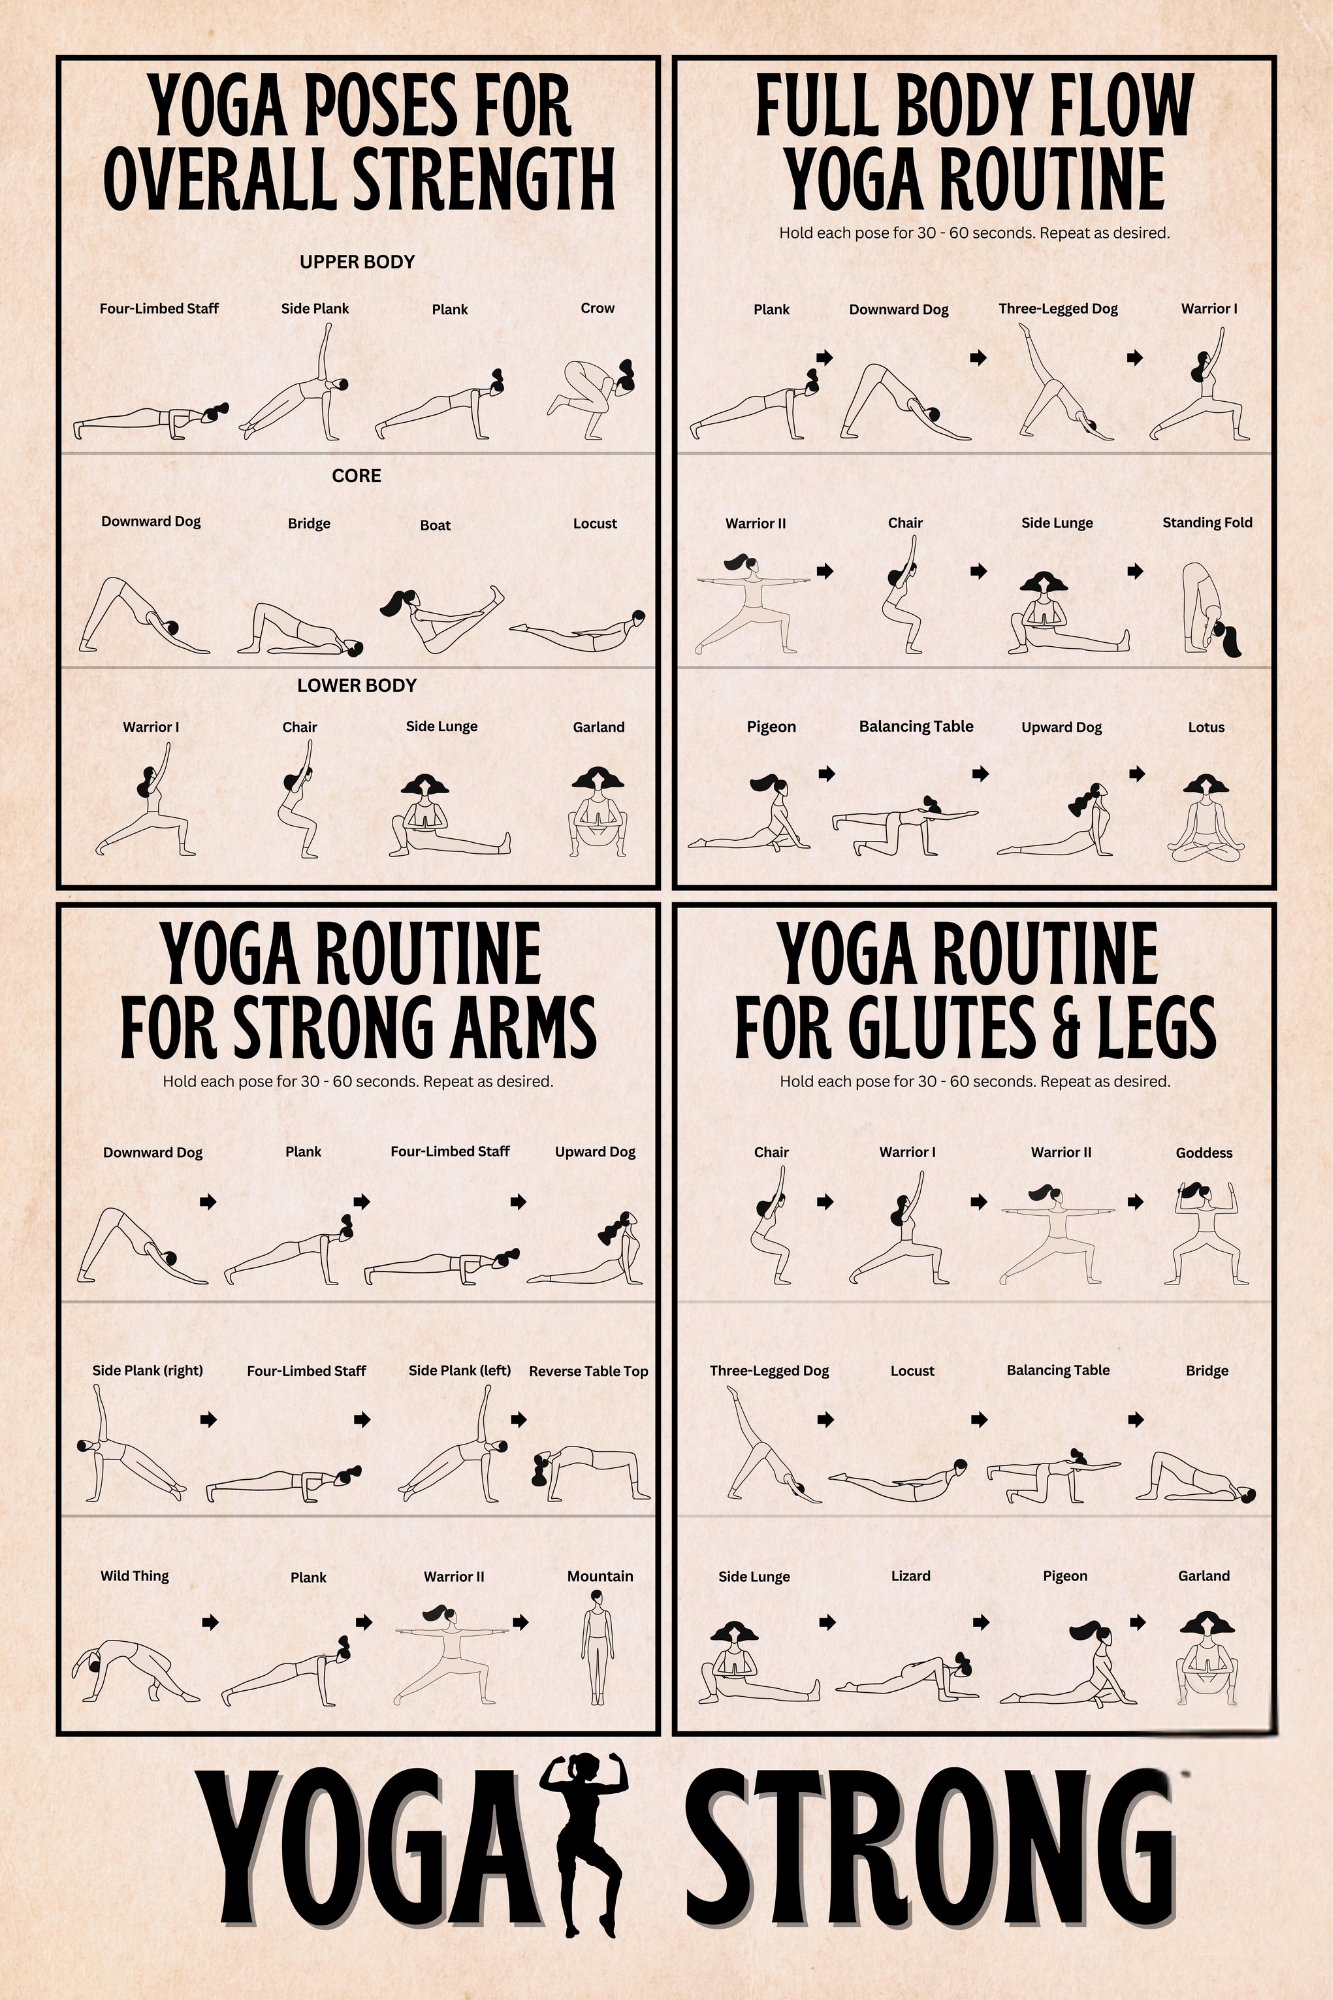 YOGA POSES FOR
OVERALL STRENGTH
UPPER BODY
Four-Limbed Staff Side Plank Plank Crow
CORE
Downward Dog Bridge Boat Locust
LOWER BODY
Warrior I Chair Side Lunge Garland
FULL BODY FLOW
YOGA ROUTINE
Hold each pose for 30 - 60 seconds. Repeat as desired.
Plank Downward Dog Three-Legged Dog Warrior I
Warrior II Chair Side Lunge Standing Fold
Pigeon Balancing Table Upward Dog Lotus
YOGA ROUTINE
FOR STRONG ARMS
Hold each pose for 30 - 60 seconds. Repeat as desired.
Downward Dog Plank Four-Limbed Staff Upward Dog
Side Plank (right) Four-Limbed Staff Side Plank (left) Reverse Table Top
Wild Thing Plank Warrior II Mountain
YOGA ROUTINE
FOR GLUTES & LEGS
Hold each pose for 30 - 60 seconds. Repeat as desired.
Chair Warrior I Warrior II Goddess
Three-Legged Dog Locust Balancing Table Bridge
Side Lunge Lizard Pigeon Garland
YOGA STRONG